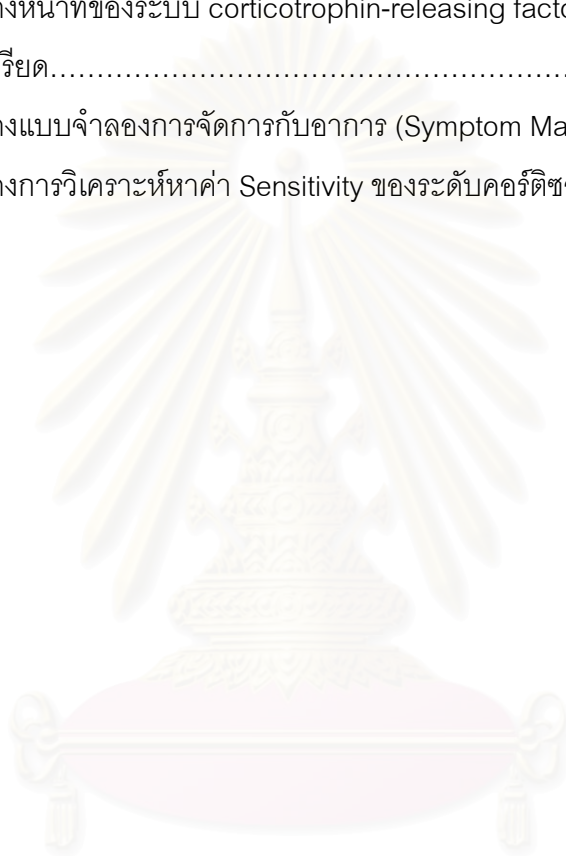 างหน้าที่ของระบบ corticotrophin-releasing facto
รียด……………………………………………………
างแบบจำลองการจัดการกับอาการ (Symptom Ma
างการวิเคราะห์หาค่า Sensitivity ของระดับคอร์ติซ